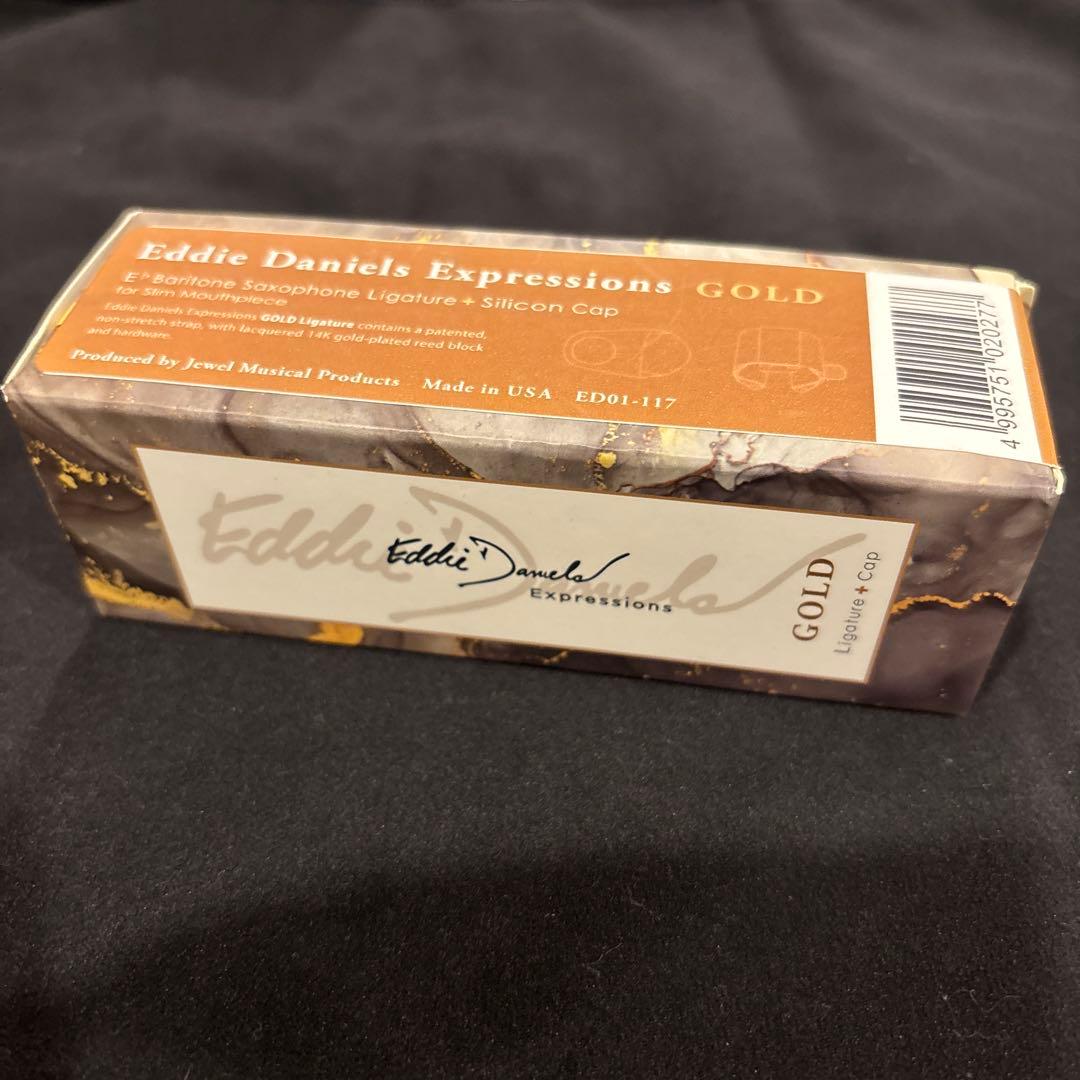 Eddie Daniels Expressions GOLD
E♭ Baritone Saxophone Ligature + Silicon Cap
for Slim Mouthpiece
Eddie Daniels Expressions GOLD Ligature contains a patented,
non-stretch strap, with lacquered 14K gold-plated reed block
and hardware.
Produced by Jewel Musical Products Made in USA ED01-117
4 995751 020277
Eddie Daniels
Eddie Daniels
Expressions
GOLD
Ligature + Cap